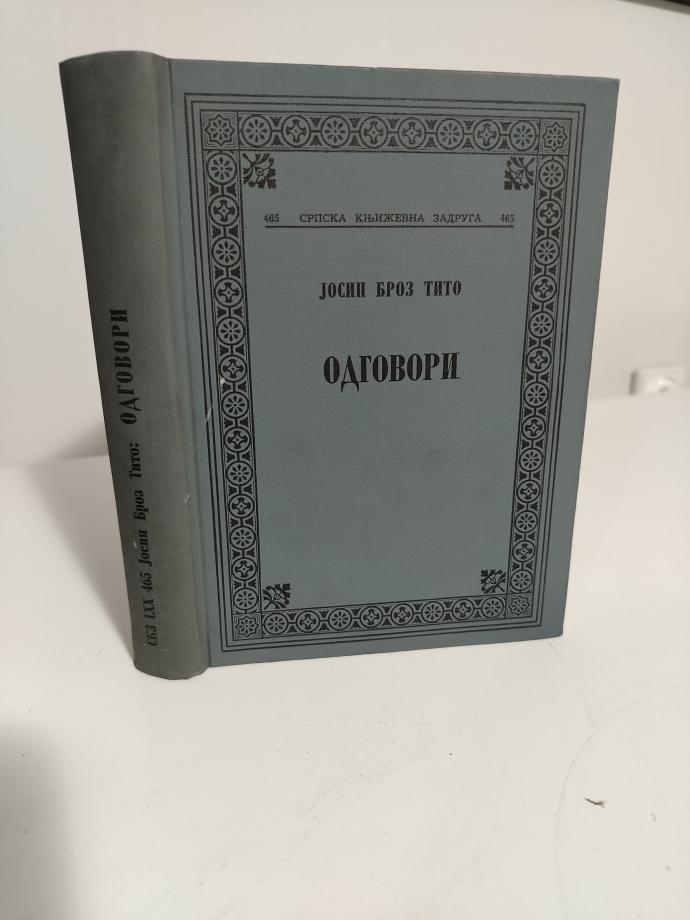 465 СРПСКА КЊИЖЕВНА ЗАДРУГА 465
ЈОСИП БРОЗ ТИТО
ОДГОВОРИ
СКЗ LXX 465 Јосип Броз Тито: ОДГОВОРИ